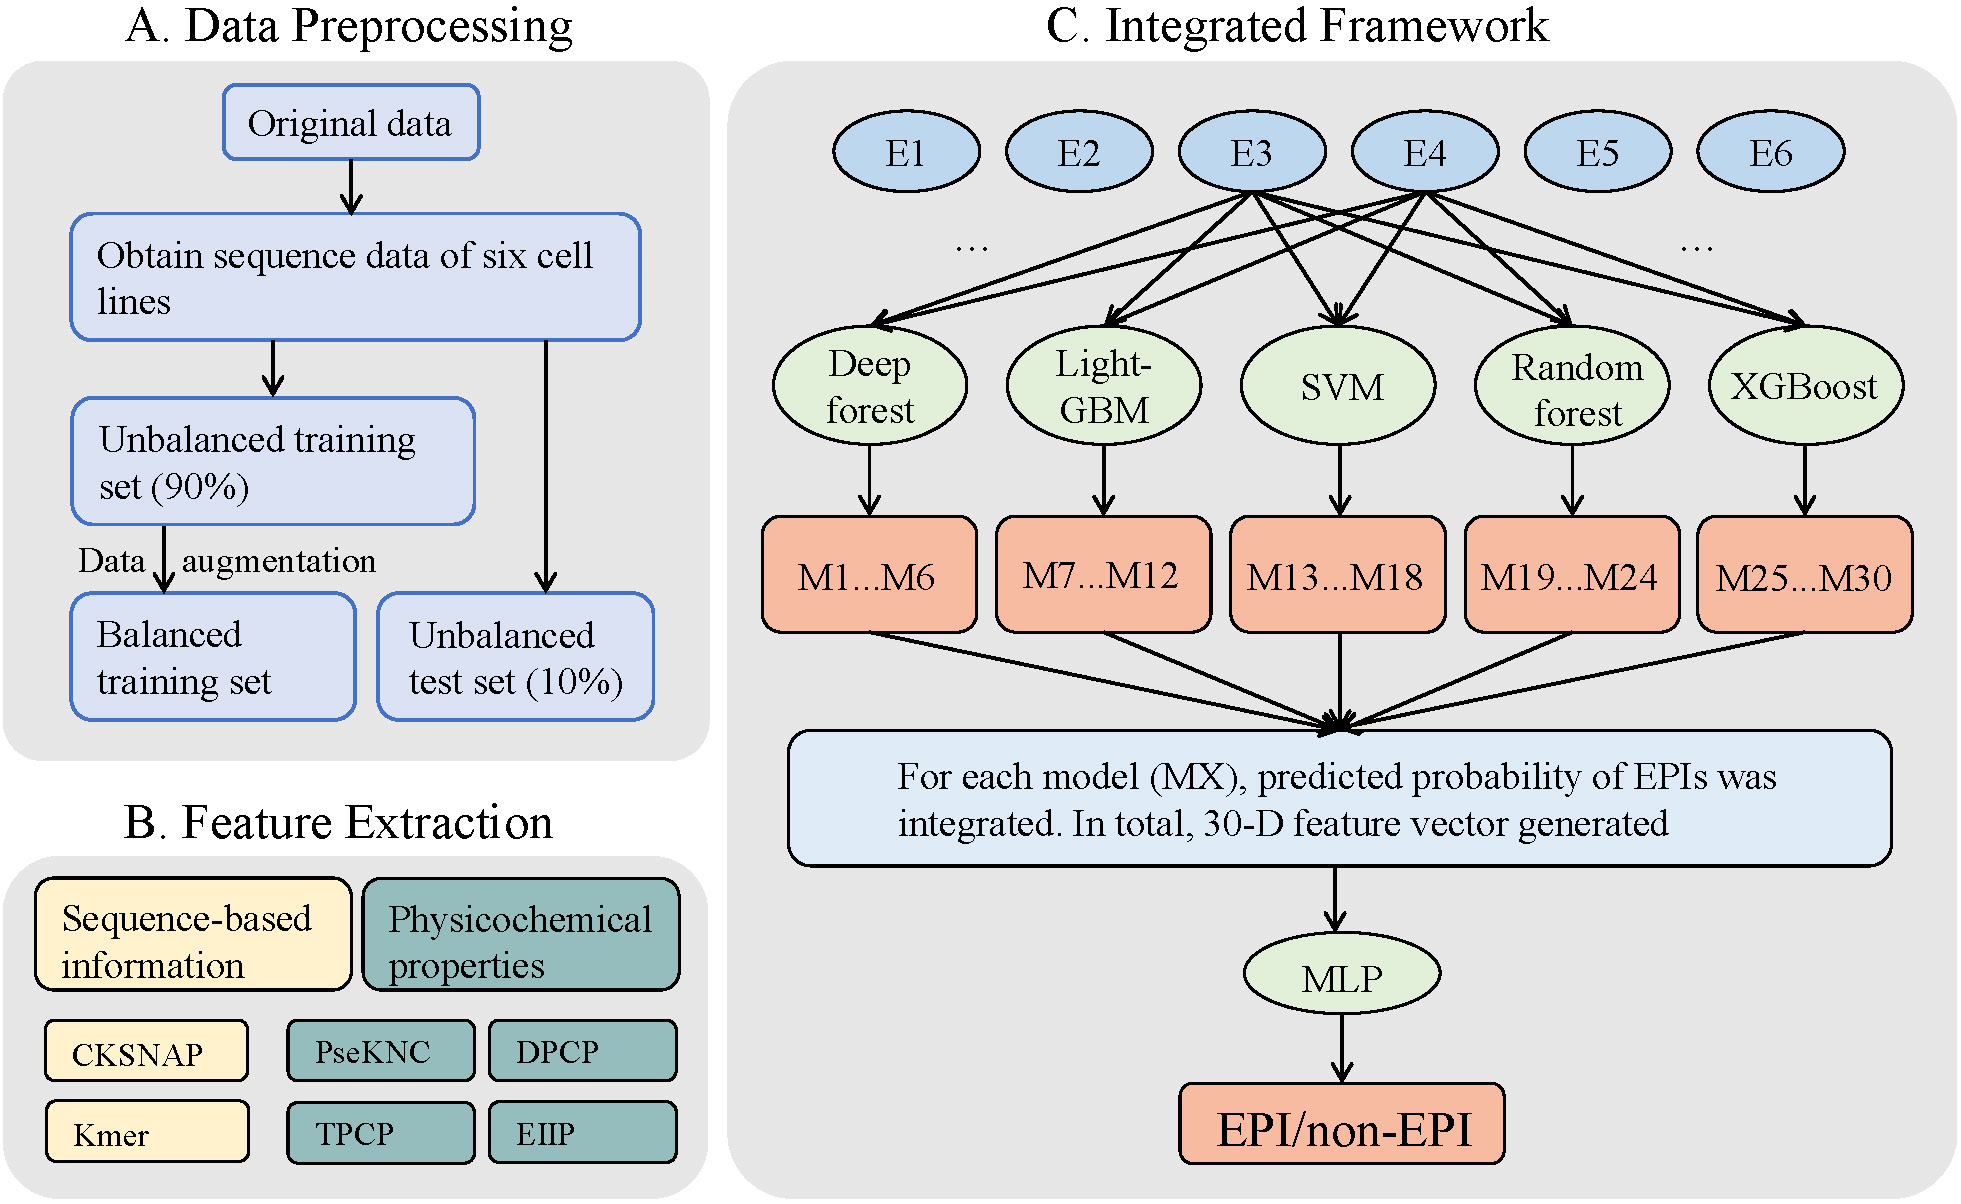 A. Data Preprocessing
Original data
Obtain sequence data of six cell
lines
Unbalanced training
set (90%)
Data augmentation
Balanced
training set
Unbalanced
test set (10%)
B. Feature Extraction
Sequence-based
information
Physicochemical
properties
CKSNAP
PseKNC
DPCP
Kmer
TPCP
EIIP
C. Integrated Framework
E1
E2
E3
E4
E5
E6
...
...
Deep
forest
Light-
GBM
SVM
Random
forest
XGBoost
M1...M6
M7...M12
M13...M18
M19...M24
M25...M30
For each model (MX), predicted probability of EPIs was
integrated. In total, 30-D feature vector generated
MLP
EPI/non-EPI